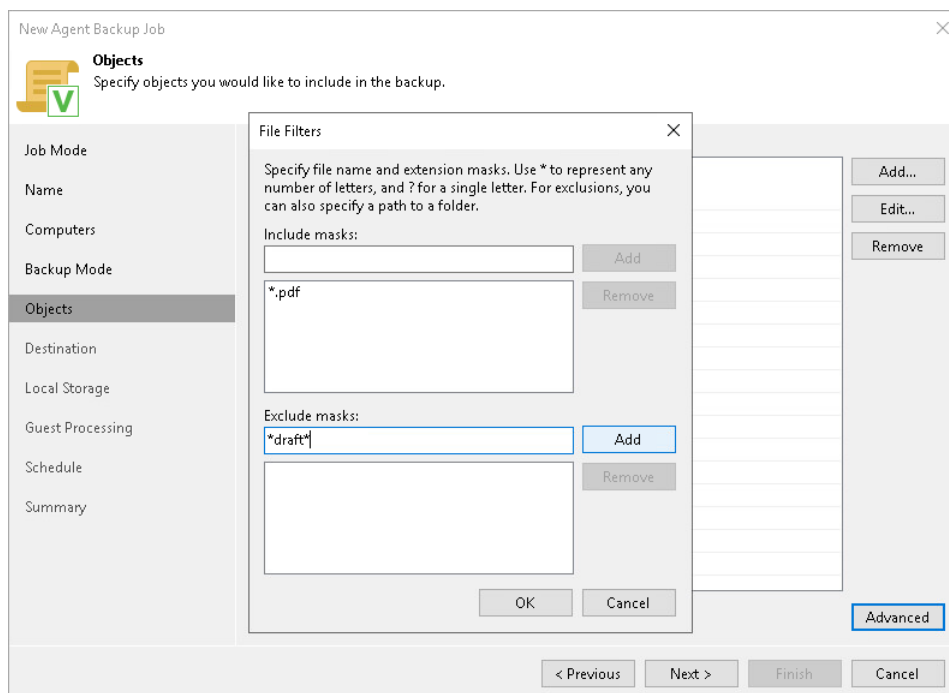 New Agent Backup Job
Objects
Specify objects you would like to include in the backup.
V
Job Mode
Name
Computers
Backup Mode
Objects
Destination
Local Storage
Guest Processing
Schedule
Summary
File Filters
Specify file name and extension masks. Use * to represent any
number of letters, and ? for a single letter. For exclusions, you
can also specify a path to a folder.
Include masks:
Add
*.pdf
Remove
Exclude masks:
*draft*
Add
Remove
OK
Cancel
Add...
Edit...
Remove
Advanced
< Previous
Next >
Finish
Cancel